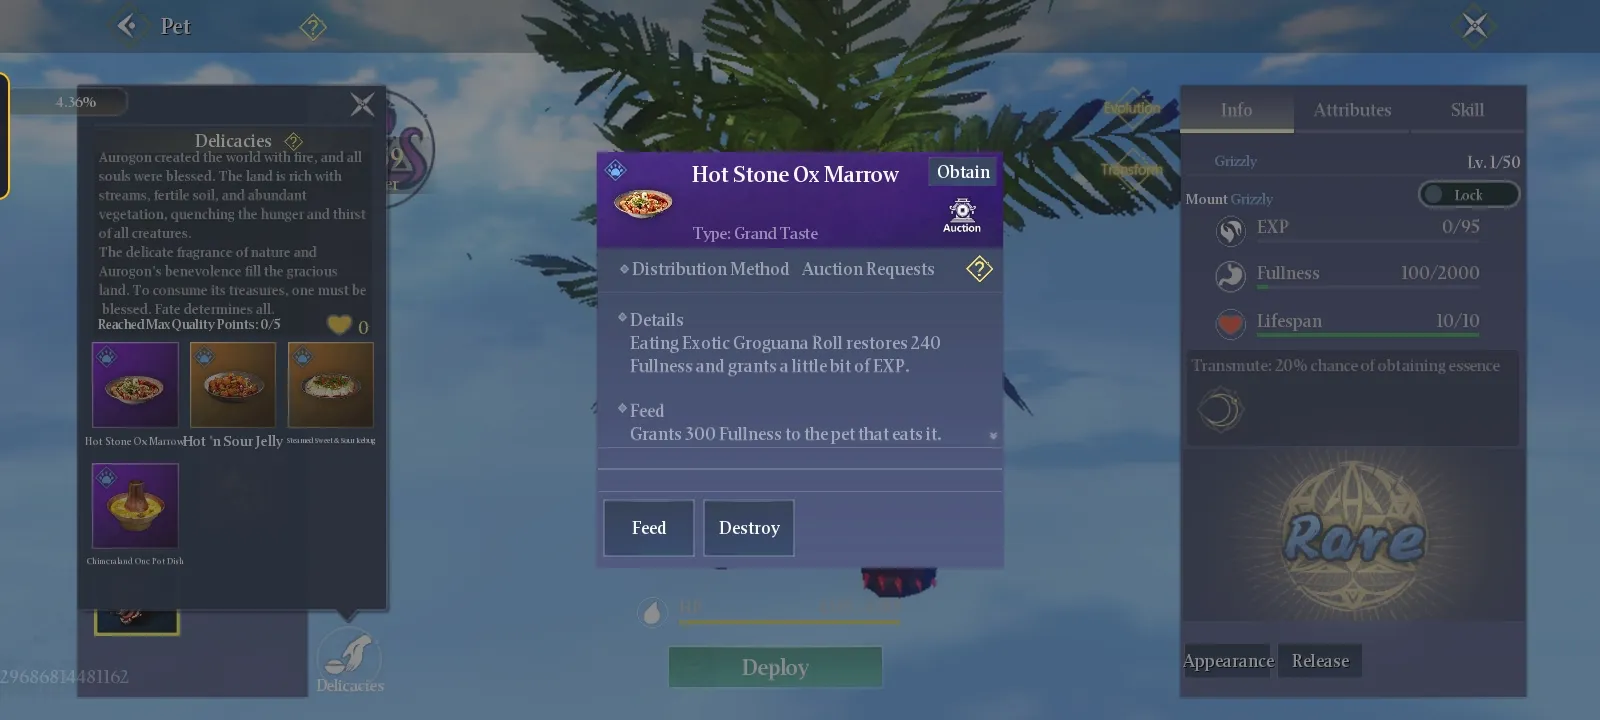 Pet
?
4.36%
Delicacies ?
Aurogon created the world with fire, and all
souls were blessed. The land is rich with
streams, fertile soil, and abundant
vegetation, quenching the hunger and thirst
of all creatures.
The delicate fragrance of nature and
Aurogon's benevolence fill the gracious
land. To consume its treasures, one must be
blessed. Fate determines all.
Reached Max Quality Points: 0/5
0
Hot Stone Ox Marrow
Hot 'n Sour Jelly
Chimeraland One Pot Dish
29686814481162
Delicacies
Hot Stone Ox Marrow
Obtain
Auction
Type: Grand Taste
Distribution Method Auction Requests ?
Details
Eating Exotic Groguana Roll restores 240
Fullness and grants a little bit of EXP.
Feed
Grants 300 Fullness to the pet that eats it.
Feed
Destroy
Deploy
Evolution
Transform
Info
Attributes
Skill
Grizzly
Lv. 1/50
Mount Grizzly
Lock
EXP 0/95
Fullness 100/2000
Lifespan 10/10
Transmute: 20% chance of obtaining essence
Rare
Appearance
Release